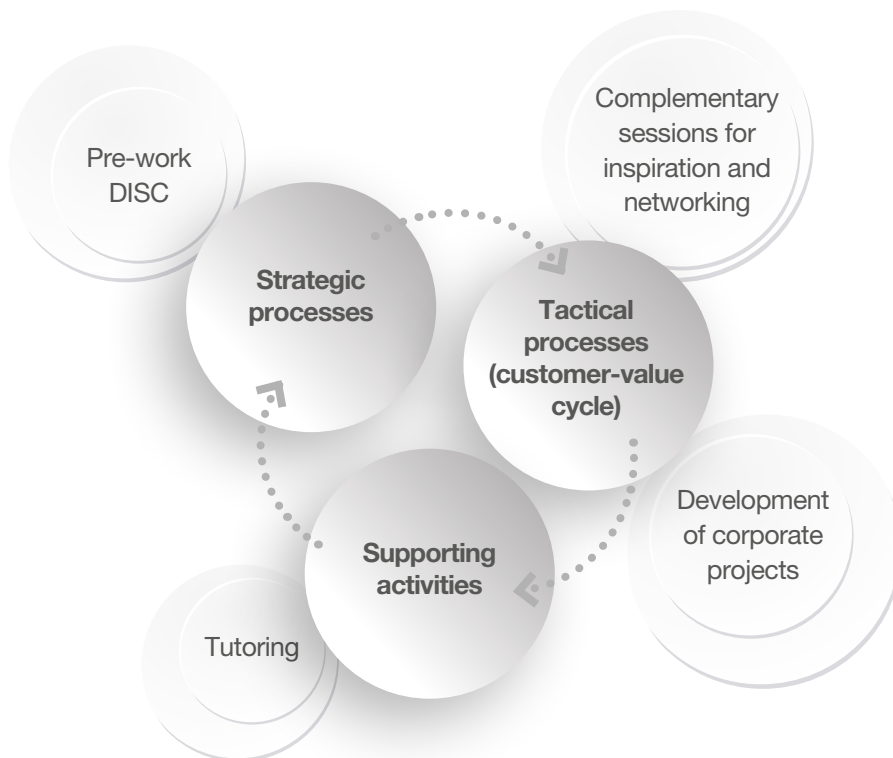 Pre-work
DISC
Complementary
sessions for
inspiration and
networking
Strategic
processes
Tactical
processes
(customer-value
cycle)
Development
of corporate
projects
Supporting
activities
Tutoring